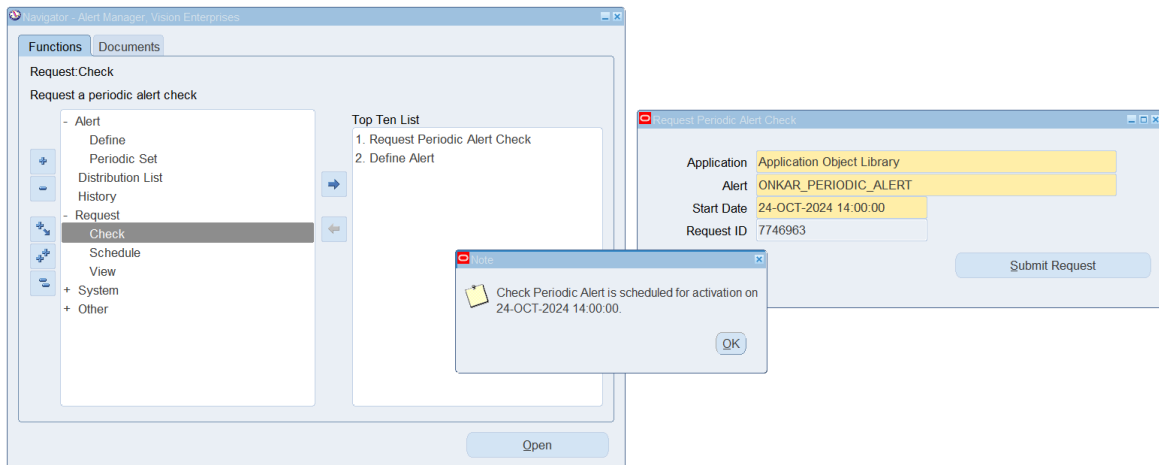 Navigator - Alert Manager, Vision Enterprises
Functions
Documents
Request:Check
Request a periodic alert check
- Alert
Define
Periodic Set
Distribution List
History
- Request
Check
Schedule
View
+ System
+ Other
Top Ten List
1. Request Periodic Alert Check
2. Define Alert
Open
Request Periodic Alert Check
Application Application Object Library
Alert ONKAR_PERIODIC_ALERT
Start Date 24-OCT-2024 14:00:00
Request ID 7746963
Submit Request
Note
Check Periodic Alert is scheduled for activation on
24-OCT-2024 14:00:00.
OK